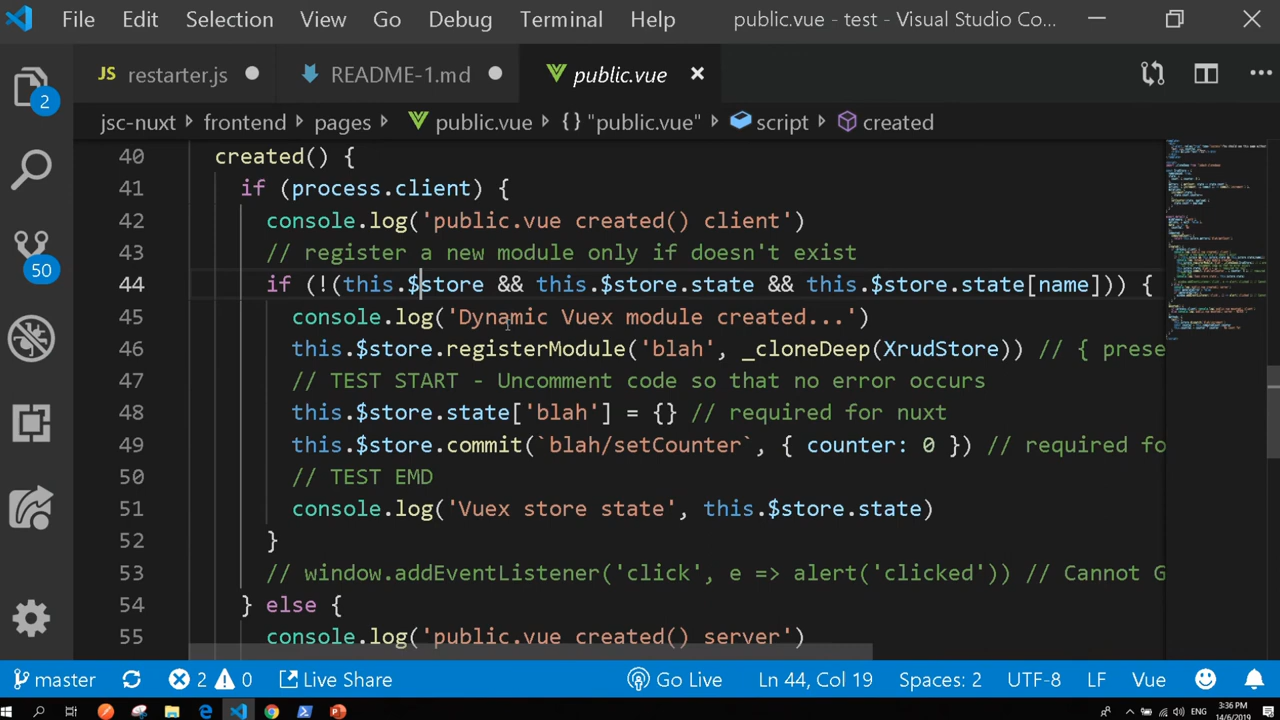 File Edit Selection View Go Debug Terminal Help public.vue - test - Visual Studio Co...
JS restarter.js README-1.md public.vue
jsc-nuxt frontend pages public.vue {} "public.vue" script created
2
50
40 created() {
41 if (process.client) {
42 console.log('public.vue created() client')
43 // register a new module only if doesn't exist
44 if (!(this.$store && this.$store.state && this.$store.state[name])) {
45 console.log('Dynamic Vuex module created...')
46 this.$store.registerModule('blah', _cloneDeep(XrudStore)) // { prese
47 // TEST START - Uncomment code so that no error occurs
48 this.$store.state['blah'] = {} // required for nuxt
49 this.$store.commit(`blah/setCounter`, { counter: 0 }) // required fo
50 // TEST EMD
51 console.log('Vuex store state', this.$store.state)
52 }
53 // window.addEventListener('click', e => alert('clicked')) // Cannot G
54 } else {
55 console.log('public.vue created() server')
master 2 0 Live Share Go Live Ln 44, Col 19 Spaces: 2 UTF-8 LF Vue
ENG 3:36 PM
14/6/2019